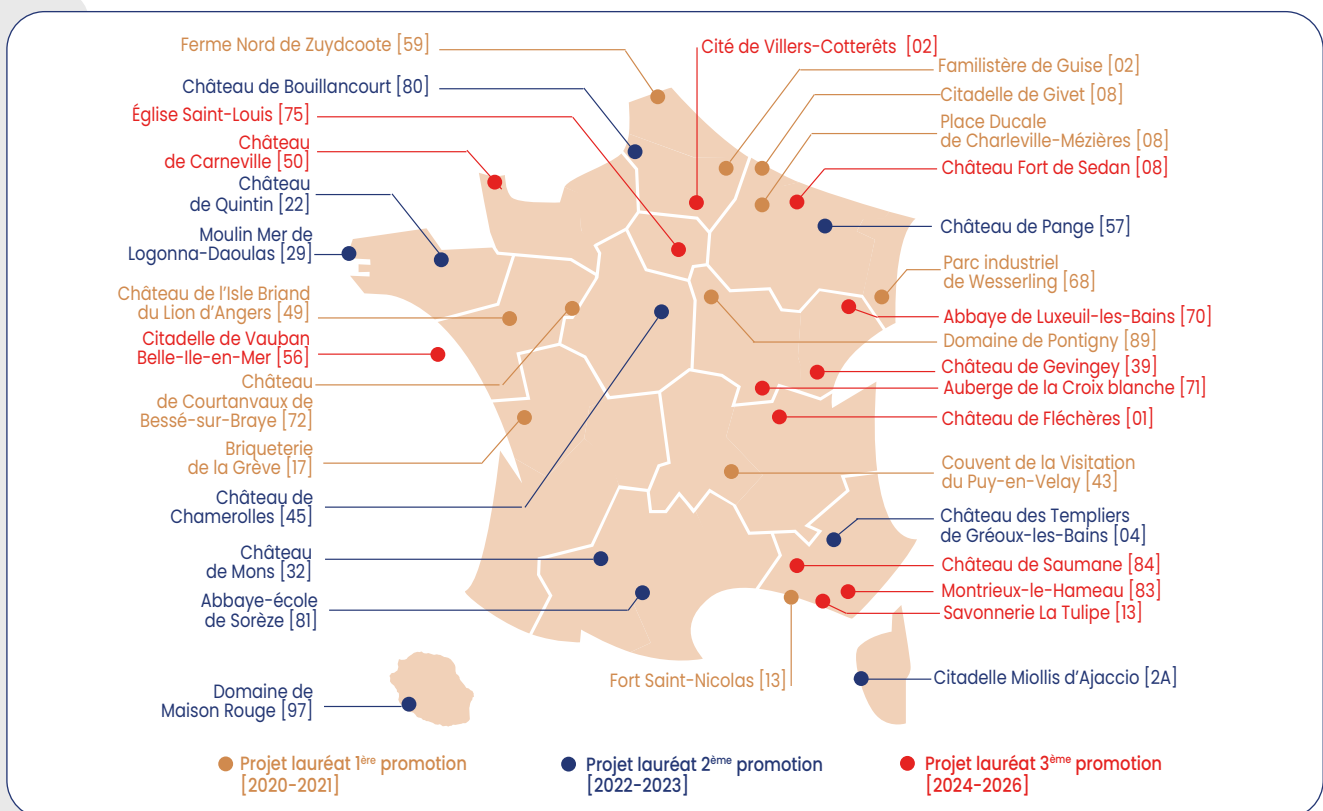 Ferme Nord de Zuydcoote [59]
Château de Bouillancourt [80]
Église Saint-Louis [75]
Château
de Carneville [50]
Château
de Quintin [22]
Moulin Mer de
Logonna-Daoulas [29]
Château de l'Isle Briand
du Lion d'Angers [49]
Citadelle de Vauban
Belle-Ile-en-Mer [56]
Château
de Courtanvaux de
Bessé-sur-Braye [72]
Briqueterie
de la Grève [17]
Château de
Chamerolles [45]
Château
de Mons [32]
Abbaye-école
de Sorèze [81]
Domaine de
Maison Rouge [97]
Cité de Villers-Cotterêts [02]
Familistère de Guise [02]
Citadelle de Givet [08]
Place Ducale
de Charleville-Mézières [08]
Château Fort de Sedan [08]
Château de Pange [57]
Parc industriel
de Wesserling [68]
Abbaye de Luxeuil-les-Bains [70]
Domaine de Pontigny [89]
Château de Gevingey [39]
Auberge de la Croix blanche [71]
Château de Fléchères [01]
Couvent de la Visitation
du Puy-en-Velay [43]
Château des Templiers
de Gréoux-les-Bains [04]
Château de Saumane [84]
Montrieux-le-Hameau [83]
Savonnerie La Tulipe [13]
Fort Saint-Nicolas [13]
Citadelle Miollis d'Ajaccio [2A]
Projet lauréat 1ère promotion
[2020-2021]
Projet lauréat 2ème promotion
[2022-2023]
Projet lauréat 3ème promotion
[2024-2026]